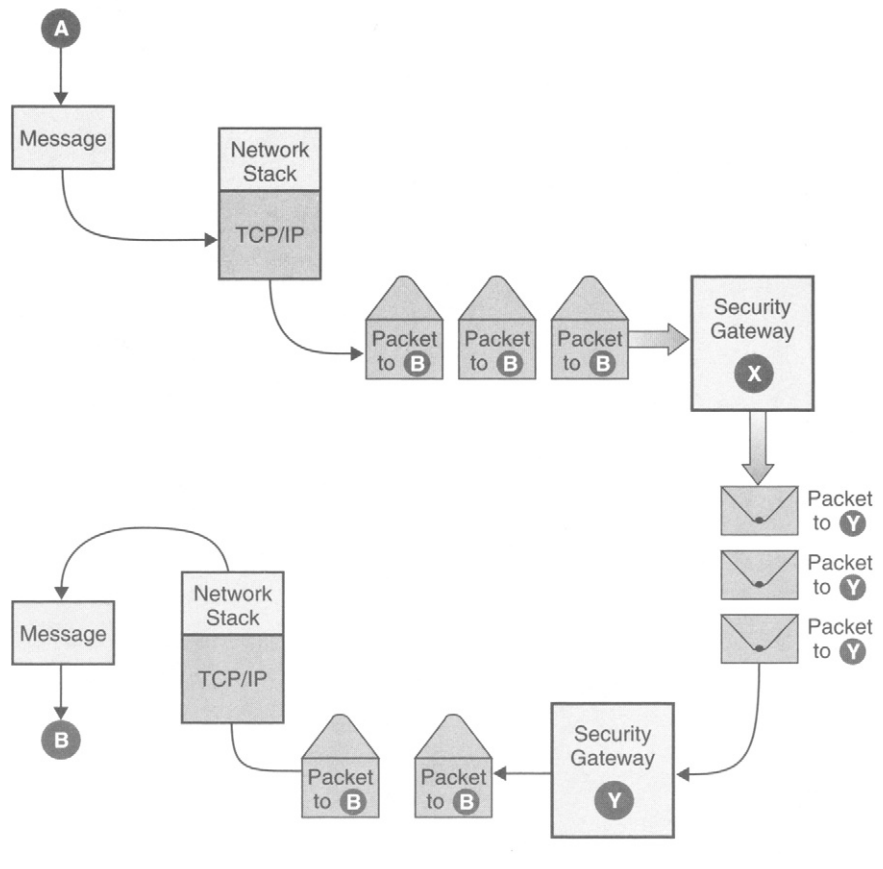 A
Message
Network
Stack
TCP/IP
Packet
to B
Packet
to B
Packet
to B
Security
Gateway
X
Packet
to Y
Packet
to Y
Packet
to Y
Security
Gateway
Y
Packet
to B
Packet
to B
Network
Stack
TCP/IP
Message
B